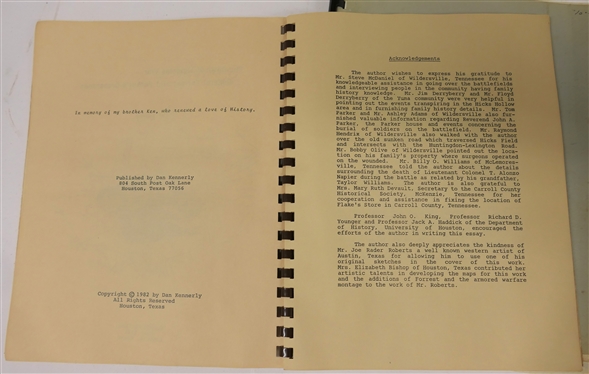 In memory of my brother Ken, who favored a love of History.
Published by Dan Kennerly
804 South Post Oak Lane
Houston, Texas 77056
Copyright © 1982 by Dan Kennerly
All Rights Reserved
Houston, Texas
Acknowledgements
The author wishes to express his gratitude to
Mr. Steve McDaniel of Wildersville, Tennessee for his
knowledgeable assistance in going over the battlefields
and interviewing people in the community having family
history knowledge. Mr. Jim Derryberry and Mr. Floyd
Derryberry of the Yuma community were very helpful in
pointing out the events transpiring in the Hicks Hollow
area and in furnishing family history details. Mr. Tom
Parker and Mr. Ashley Adams of Wildersville also fur-
nished valuable information regarding Reverend John A.
Parker, the Parker house and events concerning the
burial of soldiers on the battlefield. Mr. Raymond
Hendrix of Wildersville also walked with the author
over the old sunken road which traversed Hicks Field
and intersects with the Huntingdon-Lexington Road.
Mr. Bobby Olive of Wildersville pointed out the loca-
tion on his family's property where surgeons operated
on the wounded. Mr. Billy O. Williams of McLemores-
ville, Tennessee told the author about the details
surrounding the death of Lieutenant Colonel T. Alonzo
Napier during the battle as related by his grandfather,
Taylor Williams. The author is also grateful to
Mrs. Mary Ruth Devault, Secretary to the Carroll County
Historical Society, McKenzie, Tennessee for her
cooperation and assistance in fixing the location of
Flake's Store in Carroll County, Tennessee.
Professor John O. King, Professor Richard D.
Younger and Professor Jack A. Haddick of the Department
of History, University of Houston, encouraged the
efforts of the author in writing this essay.
The author also deeply appreciates the kindness of
Mr. Joe Rader Roberts a well known western artist of
Austin, Texas for allowing him to use one of his
original sketches in the cover of this work.
Mrs. Elizabeth Bishop of Houston, Texas contributed her
artistic talents in developing the maps for this work
and the additions of Forrest and the armored warfare
montage to the work of Mr. Roberts.